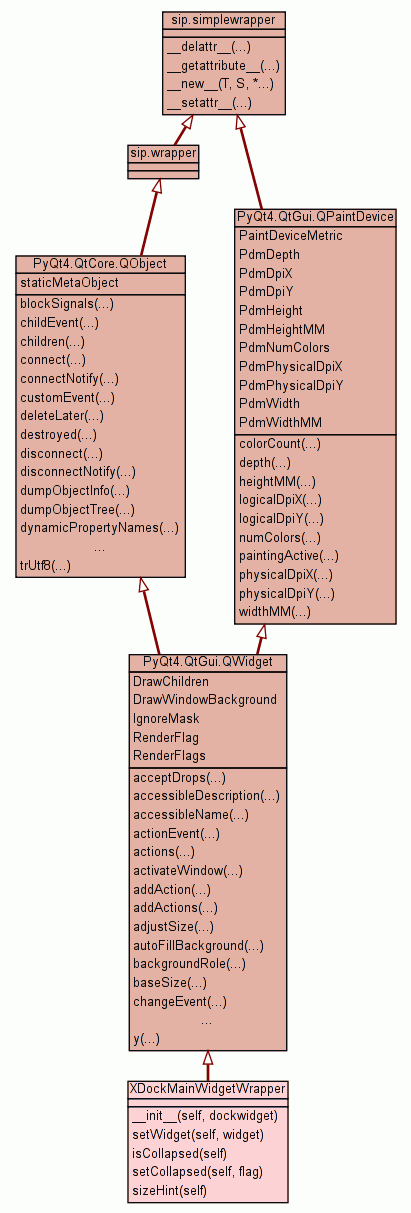 sip.simplewrapper
__delattr__(...)
__getattribute__(...)
__new__(T, S, *...)
__setattr__(...)
sip.wrapper
PyQt4.QtGui.QPaintDevice
PaintDeviceMetric
PdmDepth
PdmDpiX
PdmDpiY
PdmHeight
PdmHeightMM
PdmNumColors
PdmPhysicalDpiX
PdmPhysicalDpiY
PdmWidth
PdmWidthMM
colorCount(...)
depth(...)
heightMM(...)
logicalDpiX(...)
logicalDpiY(...)
numColors(...)
paintingActive(...)
physicalDpiX(...)
physicalDpiY(...)
widthMM(...)
PyQt4.QtCore.QObject
staticMetaObject
blockSignals(...)
childEvent(...)
children(...)
connect(...)
connectNotify(...)
customEvent(...)
deleteLater(...)
destroyed(...)
disconnect(...)
disconnectNotify(...)
dumpObjectInfo(...)
dumpObjectTree(...)
dynamicPropertyNames(...)
...
trUtf8(...)
PyQt4.QtGui.QWidget
DrawChildren
DrawWindowBackground
IgnoreMask
RenderFlag
RenderFlags
acceptDrops(...)
accessibleDescription(...)
accessibleName(...)
actionEvent(...)
actions(...)
activateWindow(...)
addAction(...)
addActions(...)
adjustSize(...)
autoFillBackground(...)
backgroundRole(...)
baseSize(...)
changeEvent(...)
...
y(...)
XDockMainWidgetWrapper
__init__(self, dockwidget)
setWidget(self, widget)
isCollapsed(self)
setCollapsed(self, flag)
sizeHint(self)